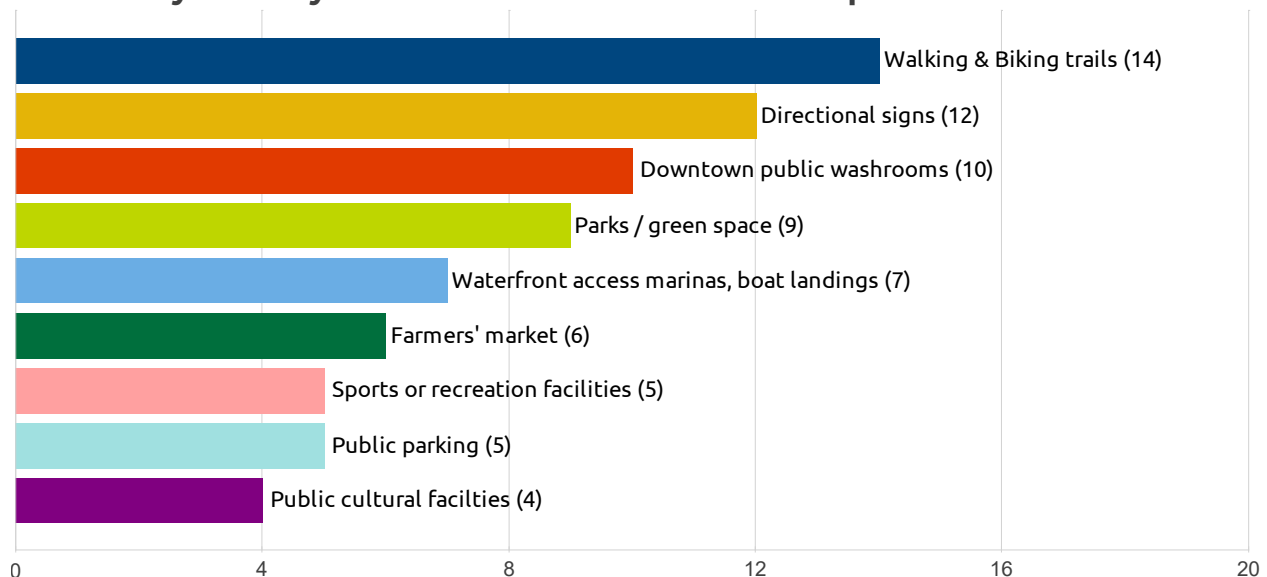 Walking & Biking trails (14)
Directional signs (12)
Downtown public washrooms (10)
Parks / green space (9)
Waterfront access marinas, boat landings (7)
Farmers' market (6)
Sports or recreation facilities (5)
Public parking (5)
Public cultural facilties (4)
0 4 8 12 16 20